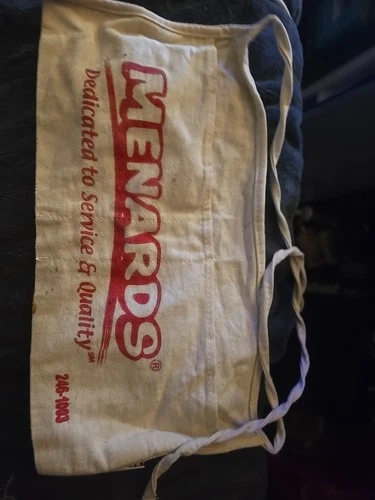 MENARDS®
Dedicated to Service & Quality℠
246-1003